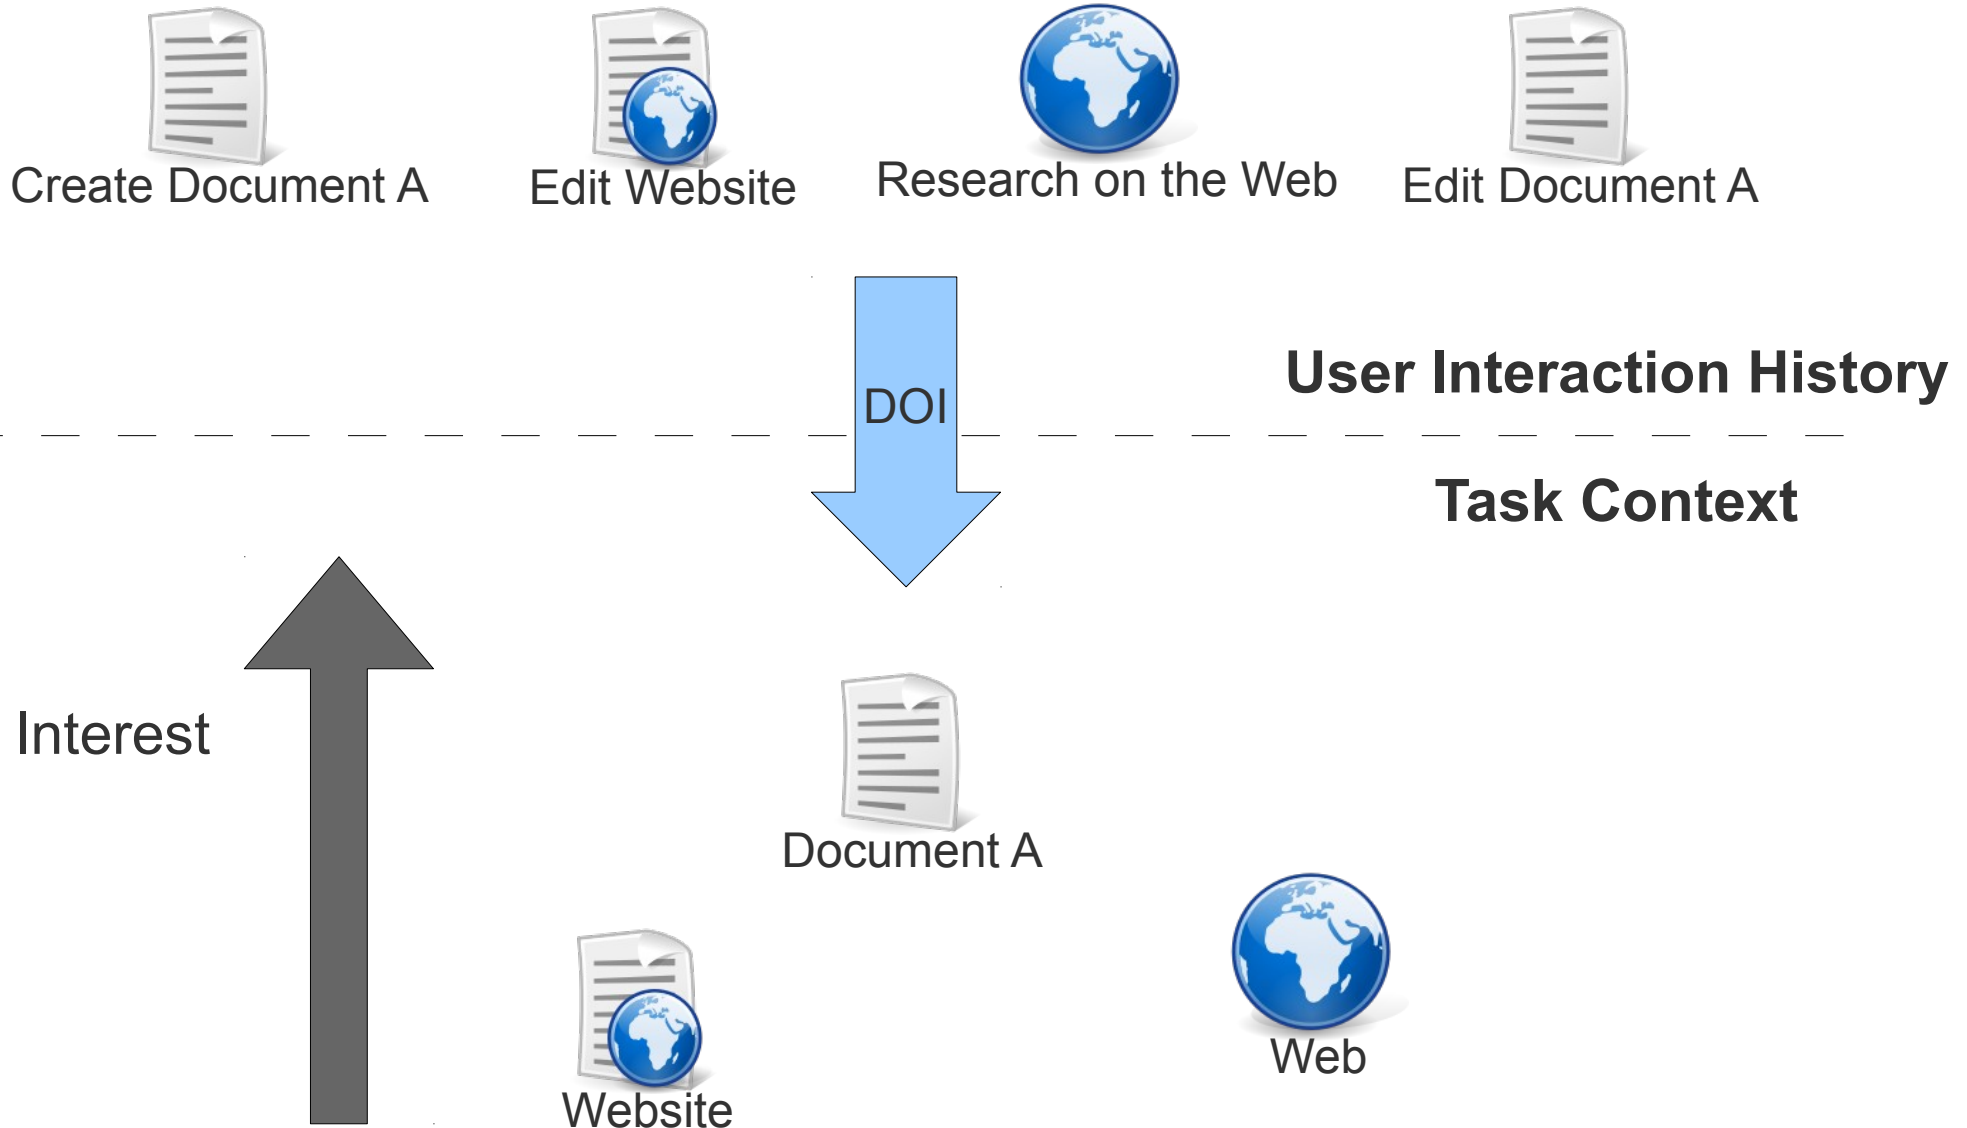 Create Document A
Edit Website
Research on the Web
Edit Document A
User Interaction History
DOI
Task Context
Interest
Document A
Web
Website